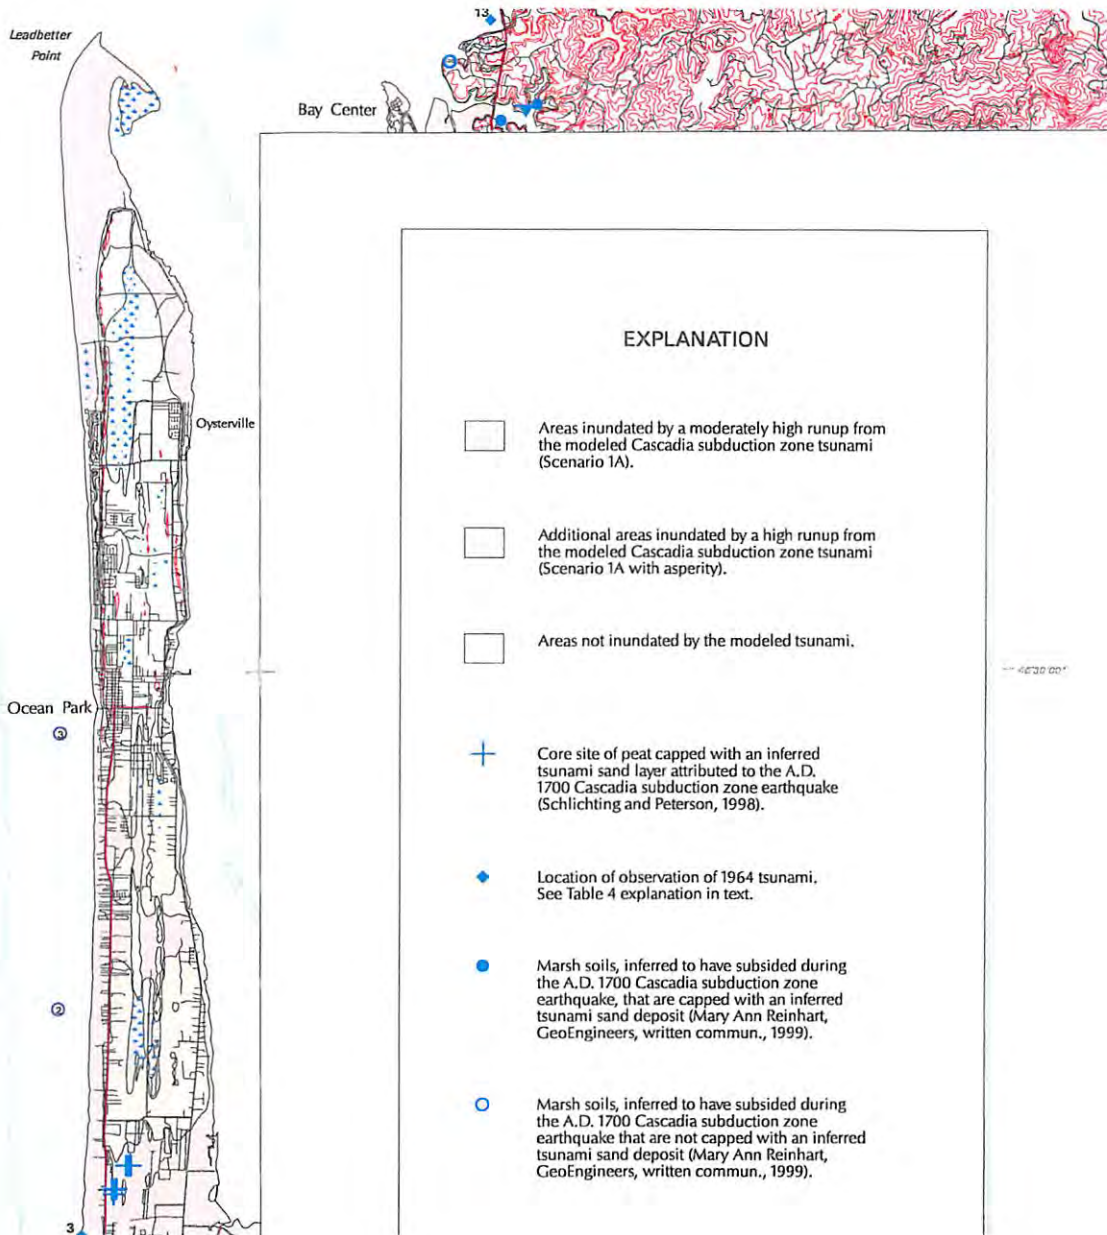 13
Leadbetter
Point
Bay Center
EXPLANATION
Oysterville
Areas inundated by a moderately high runup from
the modeled Cascadia subduction zone tsunami
(Scenario 1A).
Additional areas inundated by a high runup from
the modeled Cascadia subduction zone tsunami
(Scenario 1A with asperity).
Areas not inundated by the modeled tsunami.
46°30'00"
Ocean Park
3
Core site of peat capped with an inferred
tsunami sand layer attributed to the A.D.
1700 Cascadia subduction zone earthquake
(Schlichting and Peterson, 1998).
Location of observation of 1964 tsunami.
See Table 4 explanation in text.
Marsh soils, inferred to have subsided during
the A.D. 1700 Cascadia subduction zone
earthquake, that are capped with an inferred
tsunami sand deposit (Mary Ann Reinhart,
GeoEngineers, written commun., 1999).
2
Marsh soils, inferred to have subsided during
the A.D. 1700 Cascadia subduction zone
earthquake that are not capped with an inferred
tsunami sand deposit (Mary Ann Reinhart,
GeoEngineers, written commun., 1999).
3